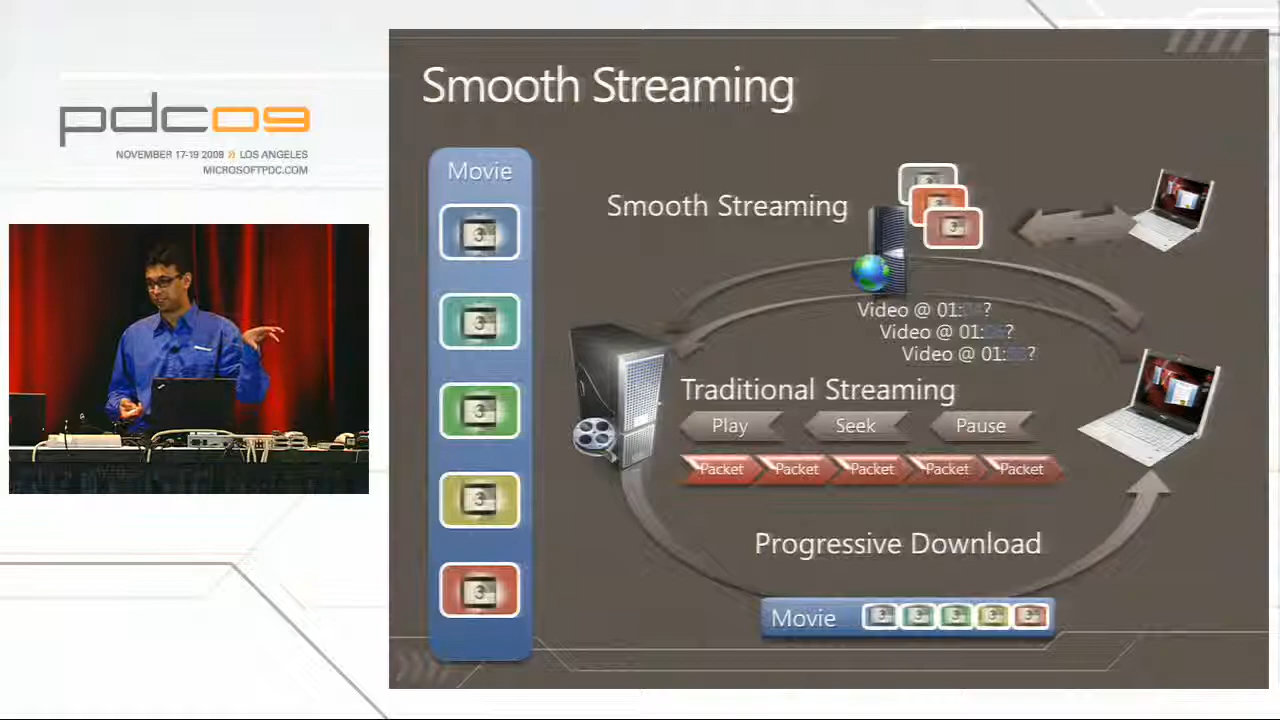 pdc09
NOVEMBER 17-19 2009 » LOS ANGELES
MICROSOFTPDC.COM
Smooth Streaming
Movie
Smooth Streaming
Video @ 01: ?
Video @ 01: ?
Video @ 01: ?
Traditional Streaming
Play Seek Pause
Packet Packet Packet Packet Packet
Progressive Download
Movie